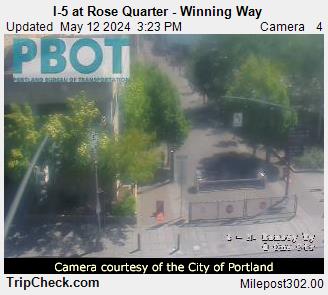 I-5 at Rose Quarter - Winning Way
Updated May 12 2024 3:23 PM Camera 4
PBOT
PORTLAND BUREAU OF TRANSPORTATION
Camera courtesy of the City of Portland
TripCheck.com Milepost302.00